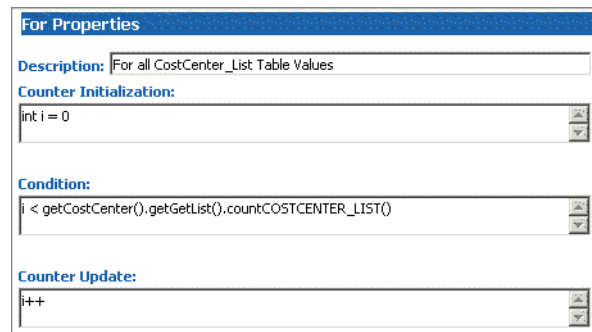 For Properties
Description: For all CostCenter_List Table Values
Counter Initialization:
int i = 0
Condition:
i < getCostCenter().getGetList().countCOSTCENTER_LIST()
Counter Update:
i++